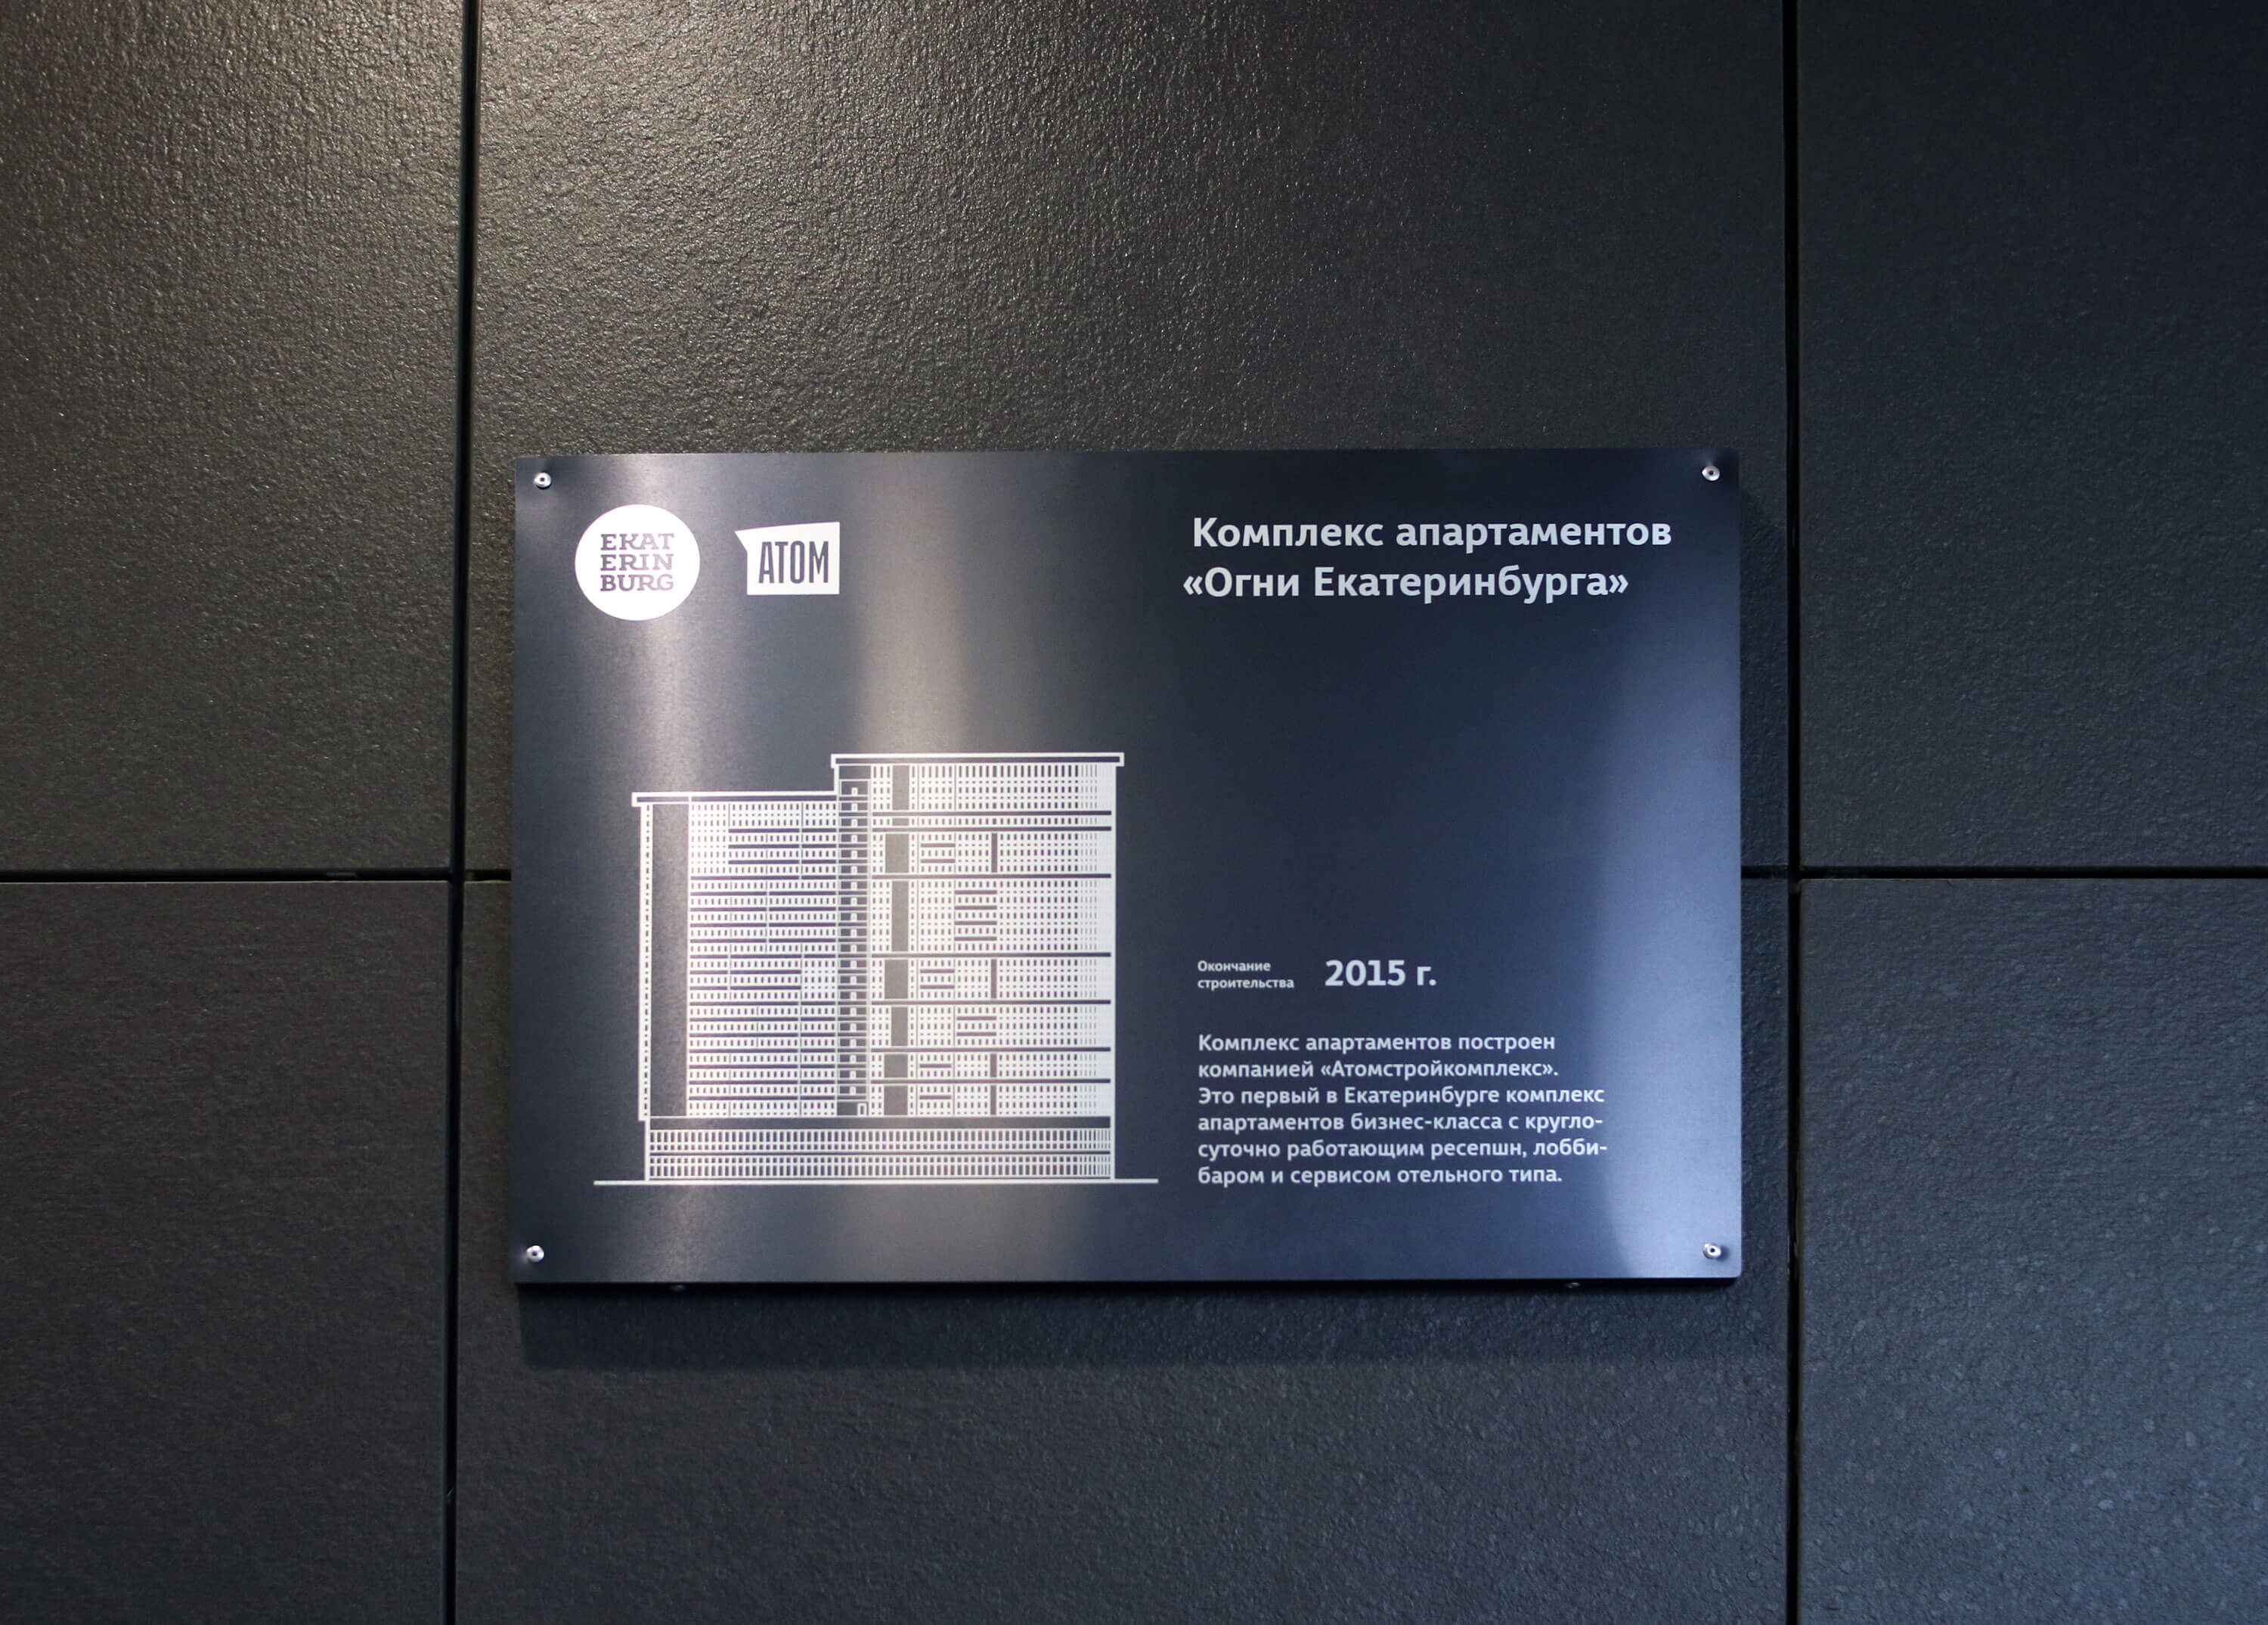 EKAT
ERIN
BURG
АТОМ
Комплекс апартаментов
«Огни Екатеринбурга»
Окончание
строительства
2015 г.
Комплекс апартаментов построен
компанией «Атомстройкомплекс».
Это первый в Екатеринбурге комплекс
апартаментов бизнес-класса с кругло-
суточно работающим ресепшн, лобби-
баром и сервисом отельного типа.